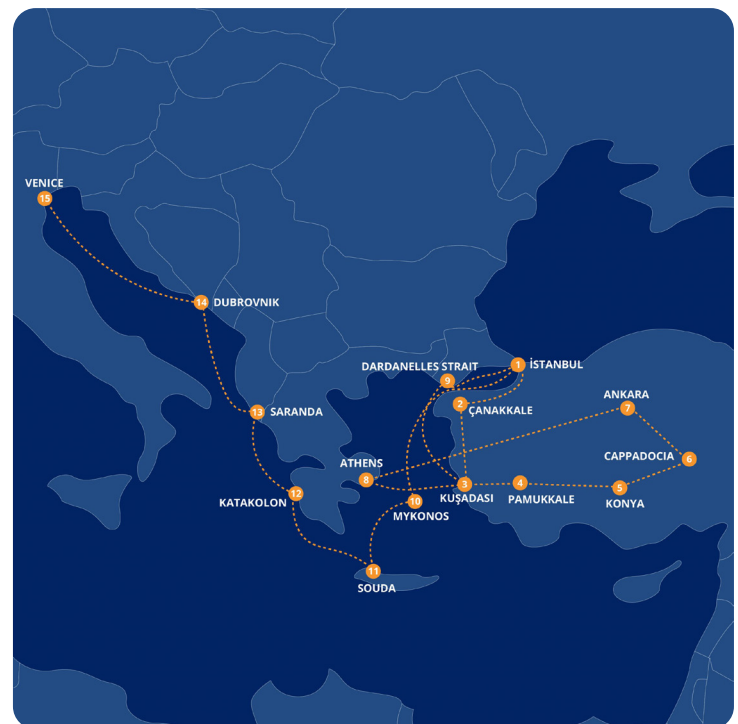 VENICE
15
14 DUBROVNIK
DARDANELLES STRAIT
9
1 İSTANBUL
2 ÇANAKKALE
ANKARA
7
13 SARANDA
CAPPADOCIA 6
ATHENS
8
3
KUŞADASI
4
PAMUKKALE
5
KONYA
12
KATAKOLON
10
MYKONOS
11
SOUDA